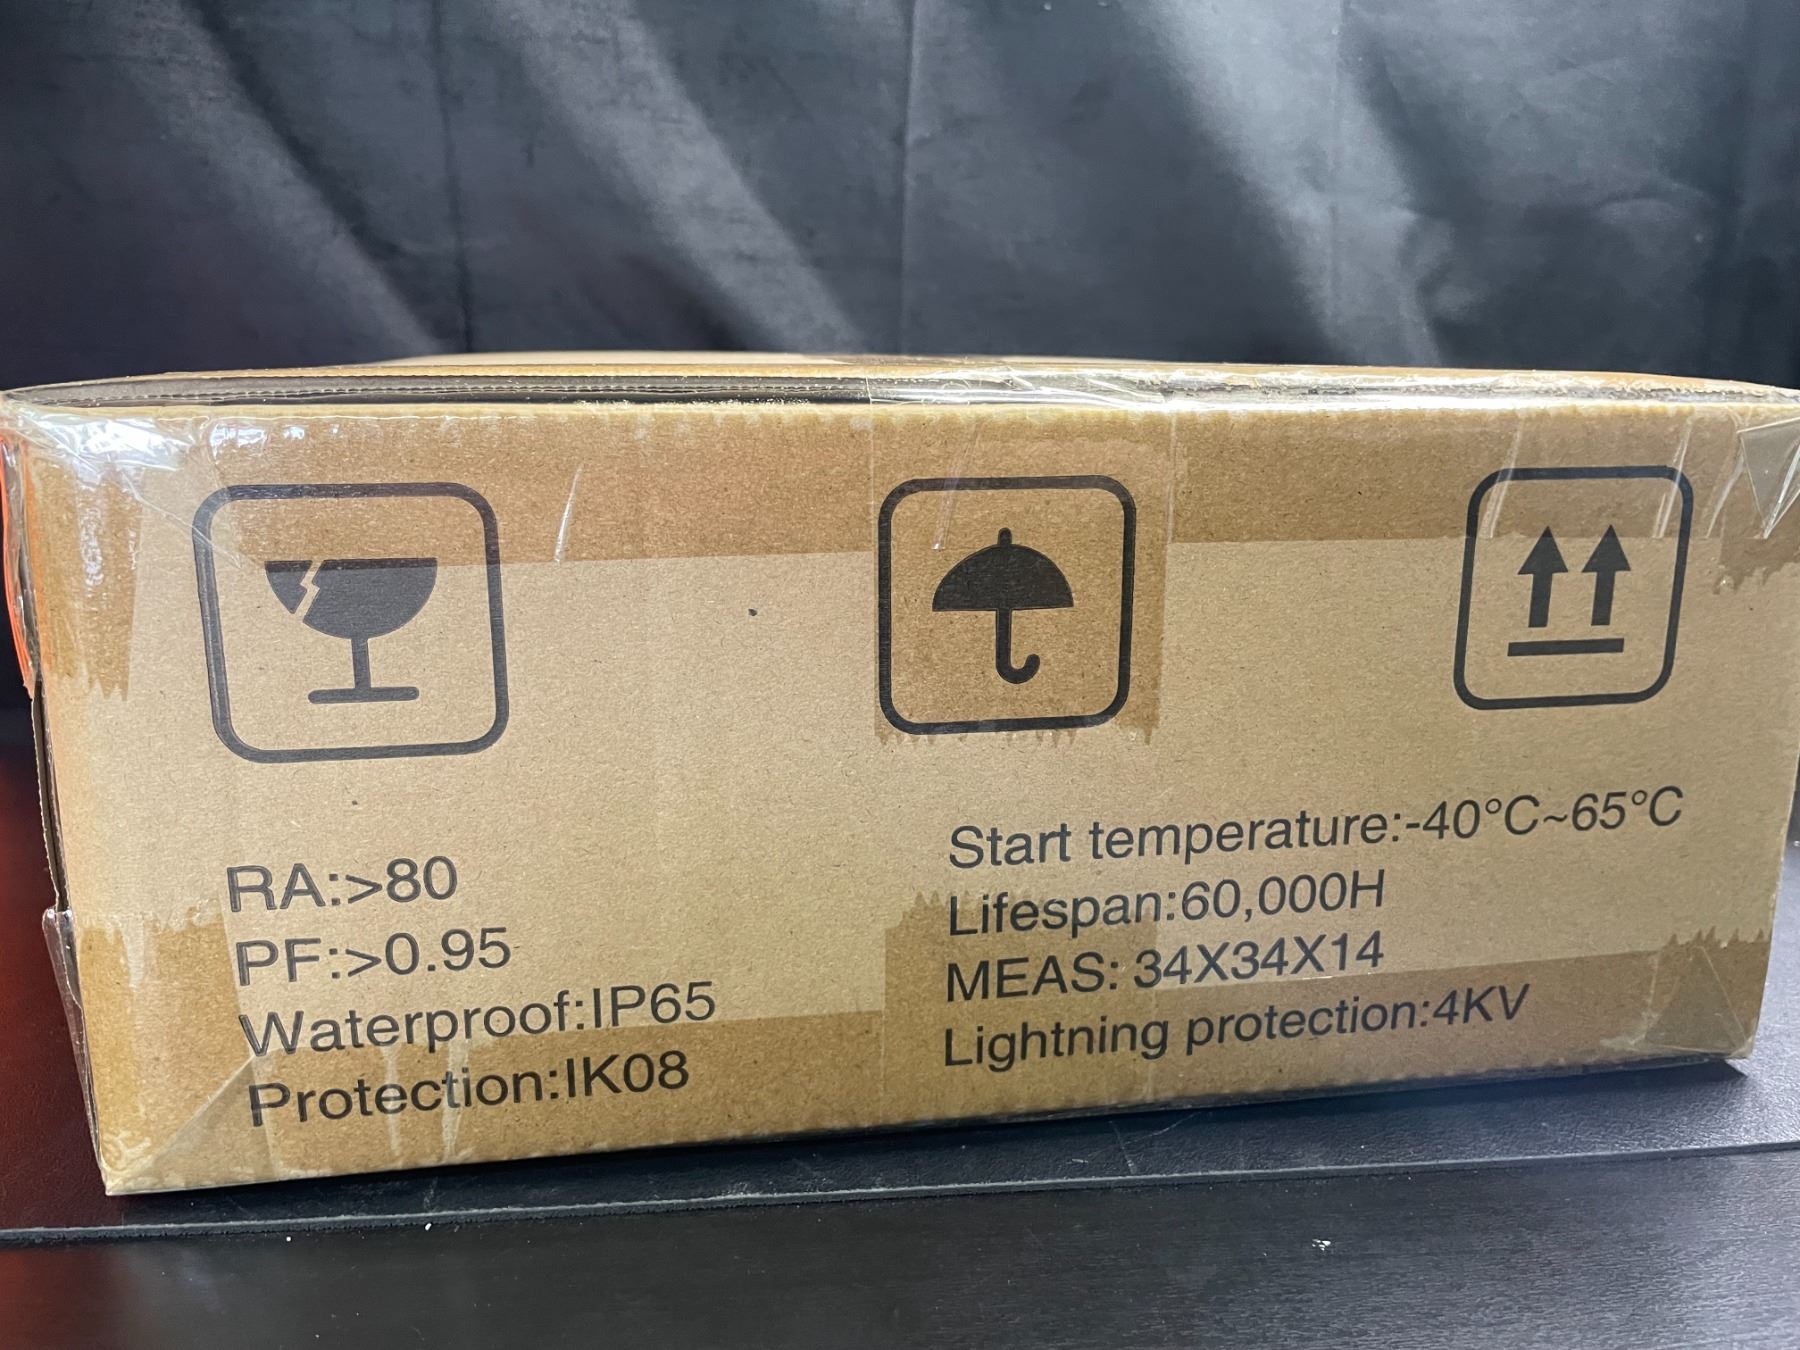 RA:>80
PF:>0.95
Waterproof:IP65
Protection:IK08
Start temperature:-40°C~65°C
Lifespan:60,000H
MEAS: 34X34X14
Lightning protection:4KV